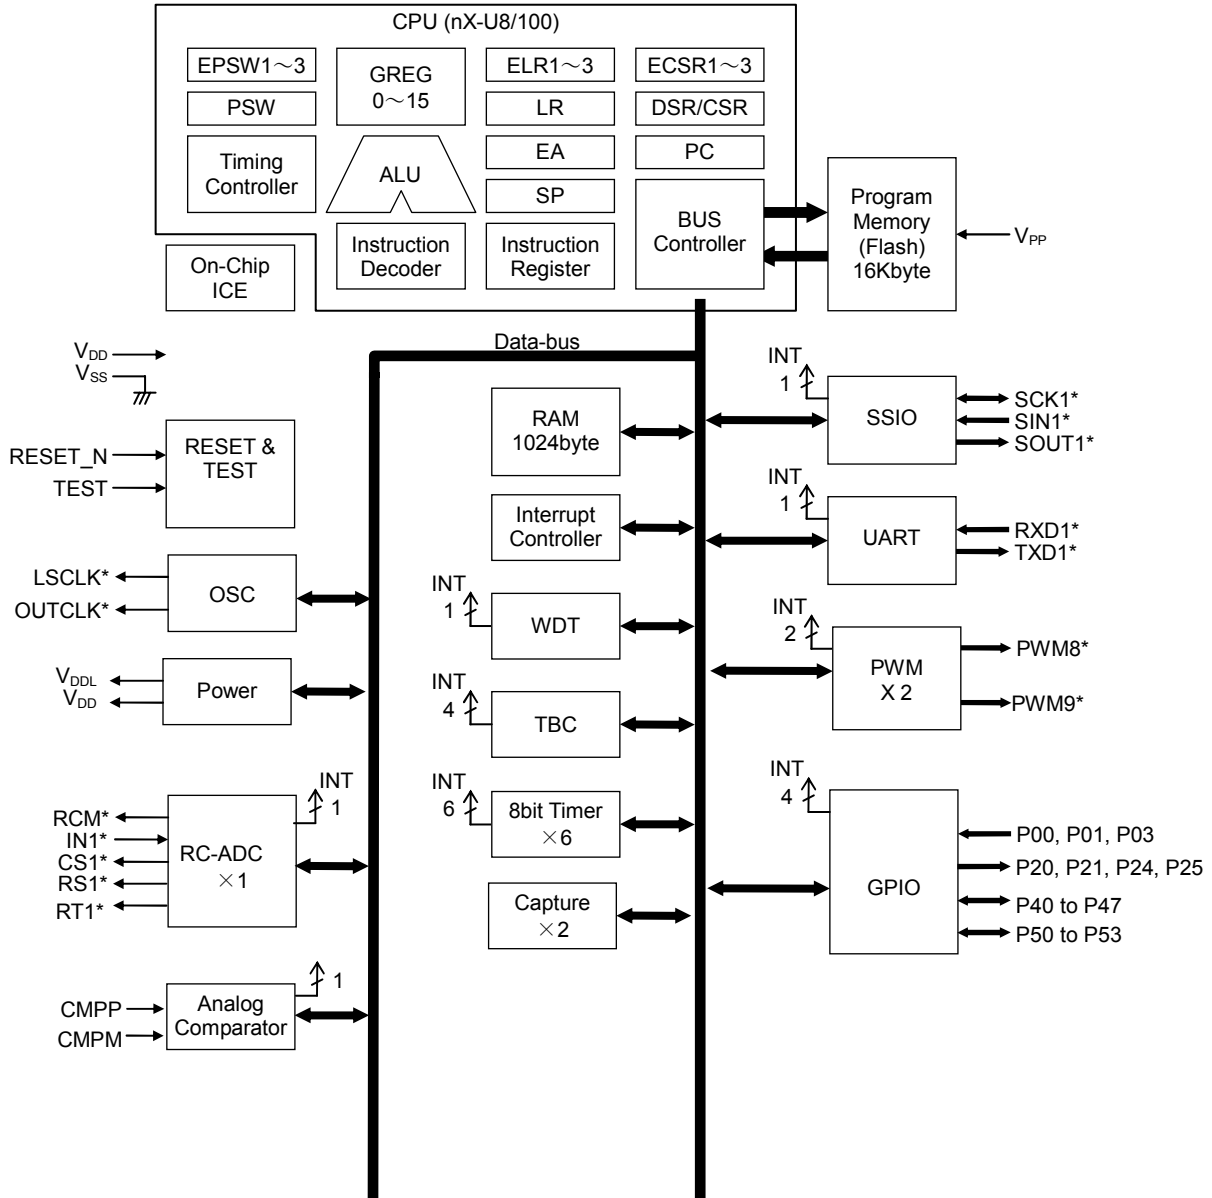 CPU (nX-U8/100)
EPSW1～3
GREG
0～15
ELR1～3
ECSR1～3
PSW
LR
DSR/CSR
Timing
Controller
ALU
EA
PC
SP
BUS
Controller
Program
Memory
(Flash)
16Kbyte
VPP
Instruction
Decoder
Instruction
Register
On-Chip
ICE
Data-bus
VDD
VSS
RESET_N
TEST
RESET &
TEST
LSCLK*
OUTCLK*
OSC
VDDL
VDD
Power
INT
1
RCM*
IN1*
CS1*
RS1*
RT1*
RC-ADC
×1
1
CMPP
CMPM
Analog
Comparator
RAM
1024byte
Interrupt
Controller
INT
1
WDT
INT
4
TBC
INT
6
8bit Timer
×6
Capture
×2
INT
1
SSIO
SCK1*
SIN1*
SOUT1*
INT
1
UART
RXD1*
TXD1*
INT
2
PWM
X 2
PWM8*
PWM9*
INT
4
GPIO
P00, P01, P03
P20, P21, P24, P25
P40 to P47
P50 to P53